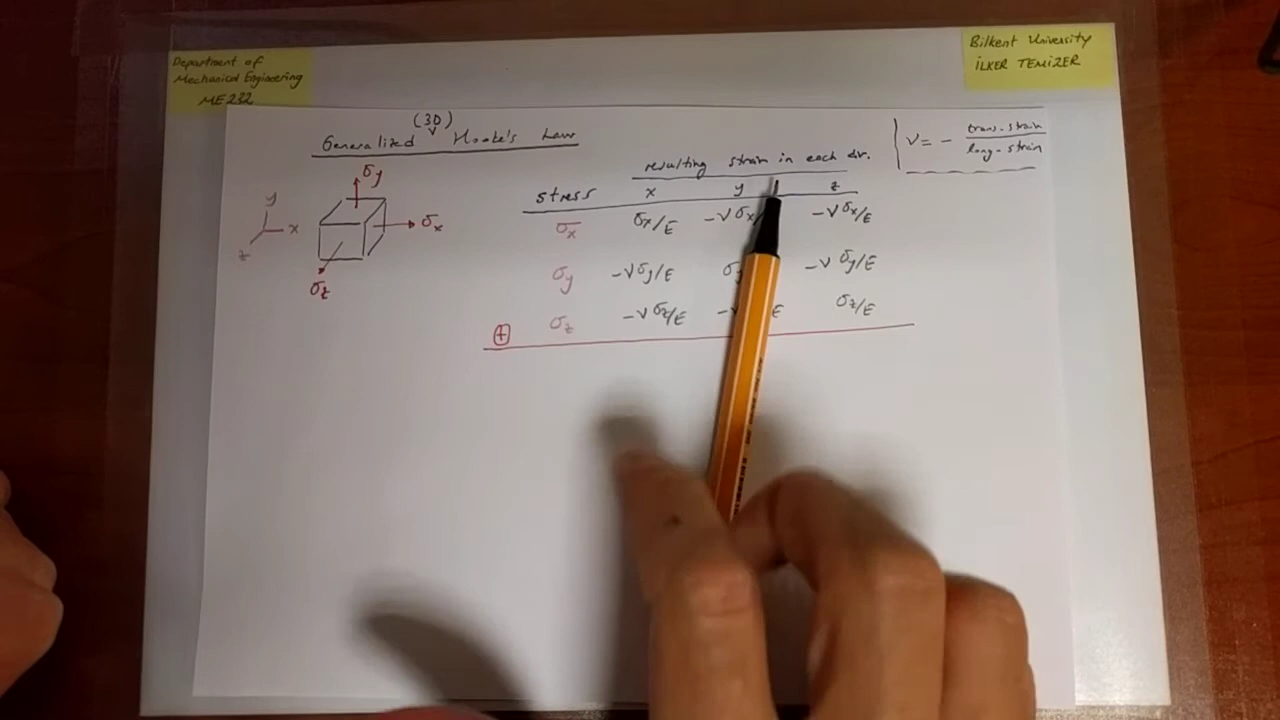 Department of
Mechanical Engineering
ME232
Bilkent University
İLKER TEMİZER
(3D)
Generalized Hooke's Law
ν = - trans. strain / long. strain
resulting strain in each dir.
stress x y z
σx σx/E -νσx -νσx/E
σy -νσy/E σ -νσy/E
σz -νσz/E -ν E σz/E
+
y
x
z
σy
σx
σz